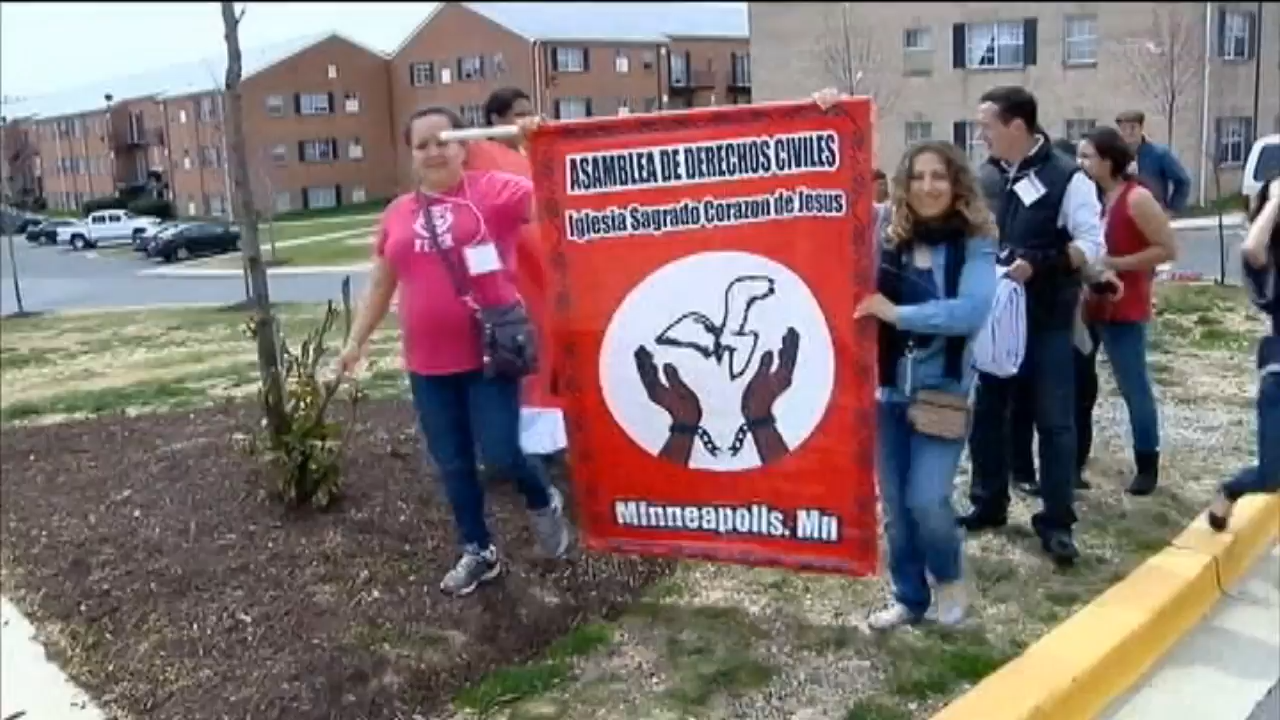 ASAMBLEA DE DERECHOS CIVILES
Iglesia Sagrado Corazon de Jesus
Minneapolis. Mn